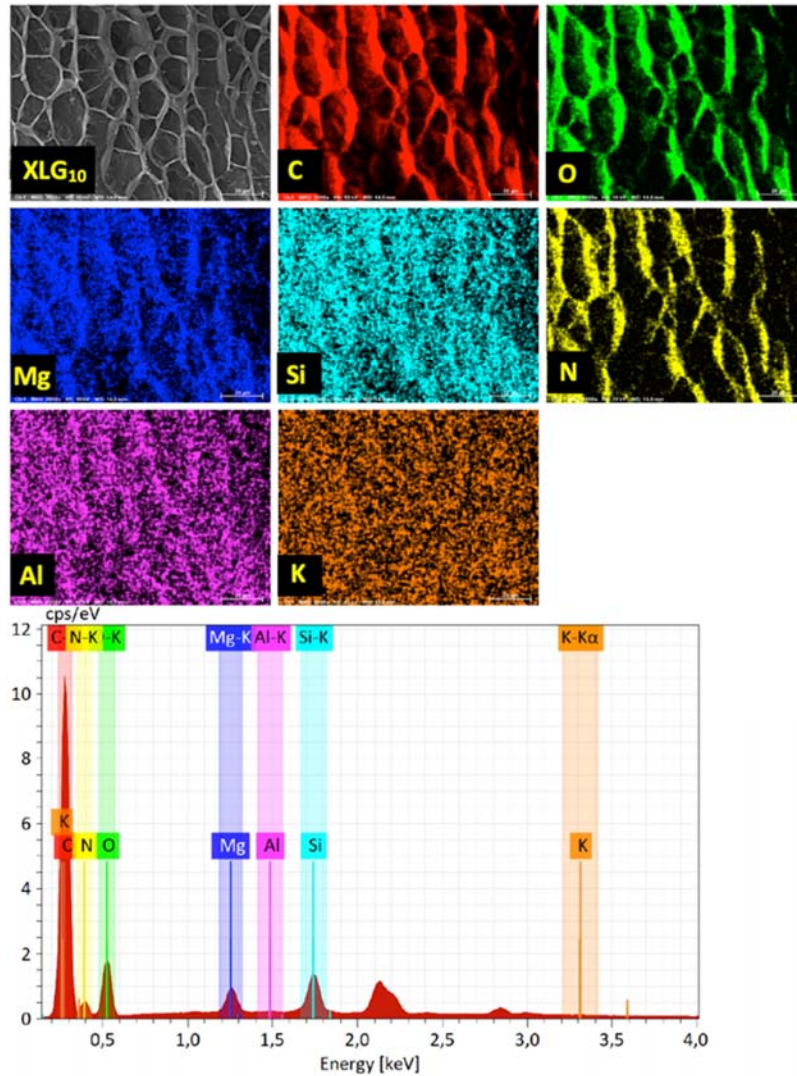 XLG₁₀
C
O
Mg
Si
N
Al
K
cps/eV
12
10
8
6
4
2
0
C-
N-K
-K
Mg-K
Al-K
Si-K
K-Kα
K
C
N
O
Mg
Al
Si
K
0,5
1,0
1,5
2,0
2,5
3,0
3,5
4,0
Energy [keV]